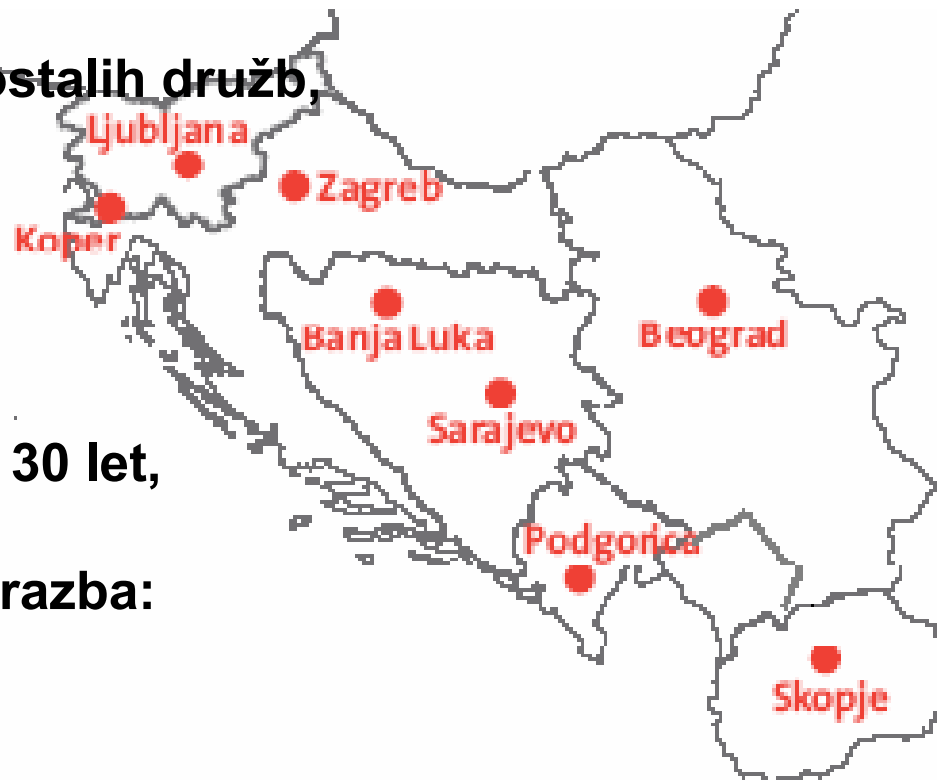 ostalih družb,
Ljubljana
Zagreb
Koper
Banja Luka
Beograd
Sarajevo
30 let,
Podgorica
razba:
Skopje